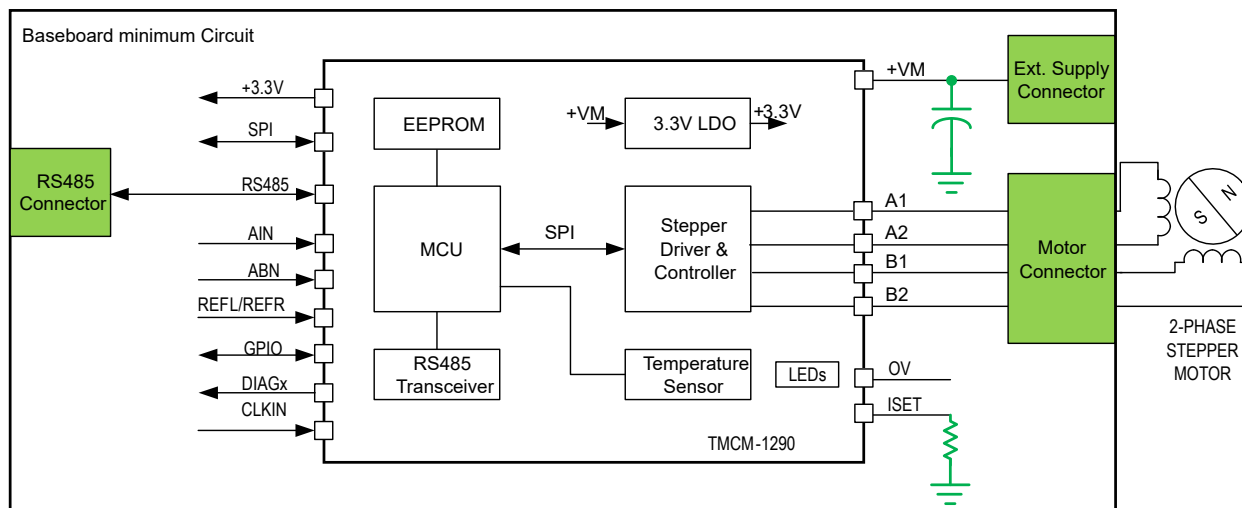 Baseboard minimum Circuit
+3.3V
SPI
RS485
AIN
ABN
REFL/REFR
GPIO
DIAGx
CLKIN
RS485
Connector
EEPROM
MCU
RS485
Transceiver
SPI
+VM
3.3V LDO
+3.3V
Stepper
Driver &
Controller
Temperature
Sensor
LEDs
TMCM-1290
+VM
A1
A2
B1
B2
OV
ISET
Ext. Supply
Connector
Motor
Connector
S
N
2-PHASE
STEPPER
MOTOR